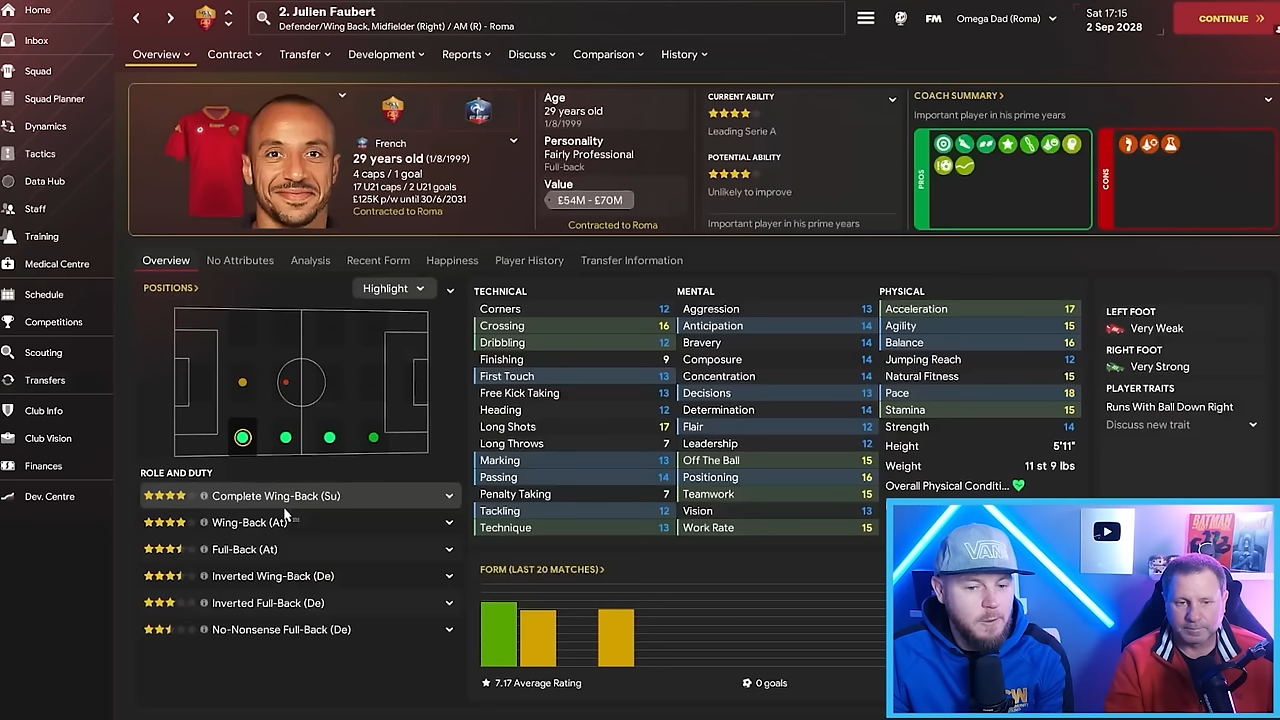 Home
Inbox
Squad
Squad Planner
Dynamics
Tactics
Data Hub
Staff
Training
Medical Centre
Schedule
Competitions
Scouting
Transfers
Club Info
Club Vision
Finances
Dev. Centre
2. Julien Faubert
Defender/Wing Back, Midfielder (Right) / AM (R) - Roma
FM
Omega Dad (Roma)
Sat 17:15
2 Sep 2028
CONTINUE
Overview
Contract
Transfer
Development
Reports
Discuss
Comparison
History
French
29 years old (1/8/1999)
4 caps / 1 goal
17 U21 caps / 2 U21 goals
£125K p/w until 30/6/2031
Contracted to Roma
Age
29 years old
1/8/1999
Personality
Fairly Professional
Full-back
Value
£54M - £70M
Contracted to Roma
CURRENT ABILITY
Leading Serie A
POTENTIAL ABILITY
Unlikely to improve
Important player in his prime years
COACH SUMMARY >
Important player in his prime years
PROS
CONS
Overview
No Attributes
Analysis
Recent Form
Happiness
Player History
Transfer Information
POSITIONS >
Highlight
ROLE AND DUTY
Complete Wing-Back (Su)
Wing-Back (At)
Full-Back (At)
Inverted Wing-Back (De)
Inverted Full-Back (De)
No-Nonsense Full-Back (De)
TECHNICAL
Corners 12
Crossing 16
Dribbling 12
Finishing 9
First Touch 13
Free Kick Taking 13
Heading 12
Long Shots 17
Long Throws 7
Marking 13
Passing 14
Penalty Taking 7
Tackling 12
Technique 13
MENTAL
Aggression 13
Anticipation 14
Bravery 14
Composure 14
Concentration 14
Decisions 13
Determination 14
Flair 12
Leadership 12
Off The Ball 15
Positioning 16
Teamwork 15
Vision 13
Work Rate 15
PHYSICAL
Acceleration 17
Agility 15
Balance 16
Jumping Reach 12
Natural Fitness 15
Pace 18
Stamina 15
Strength 14
Height 5'11"
Weight 11 st 9 lbs
Overall Physical Conditi...
LEFT FOOT
Very Weak
RIGHT FOOT
Very Strong
PLAYER TRAITS
Runs With Ball Down Right
Discuss new trait
FORM (LAST 20 MATCHES) >
7.17 Average Rating
0 goals
VANS
BATMAN